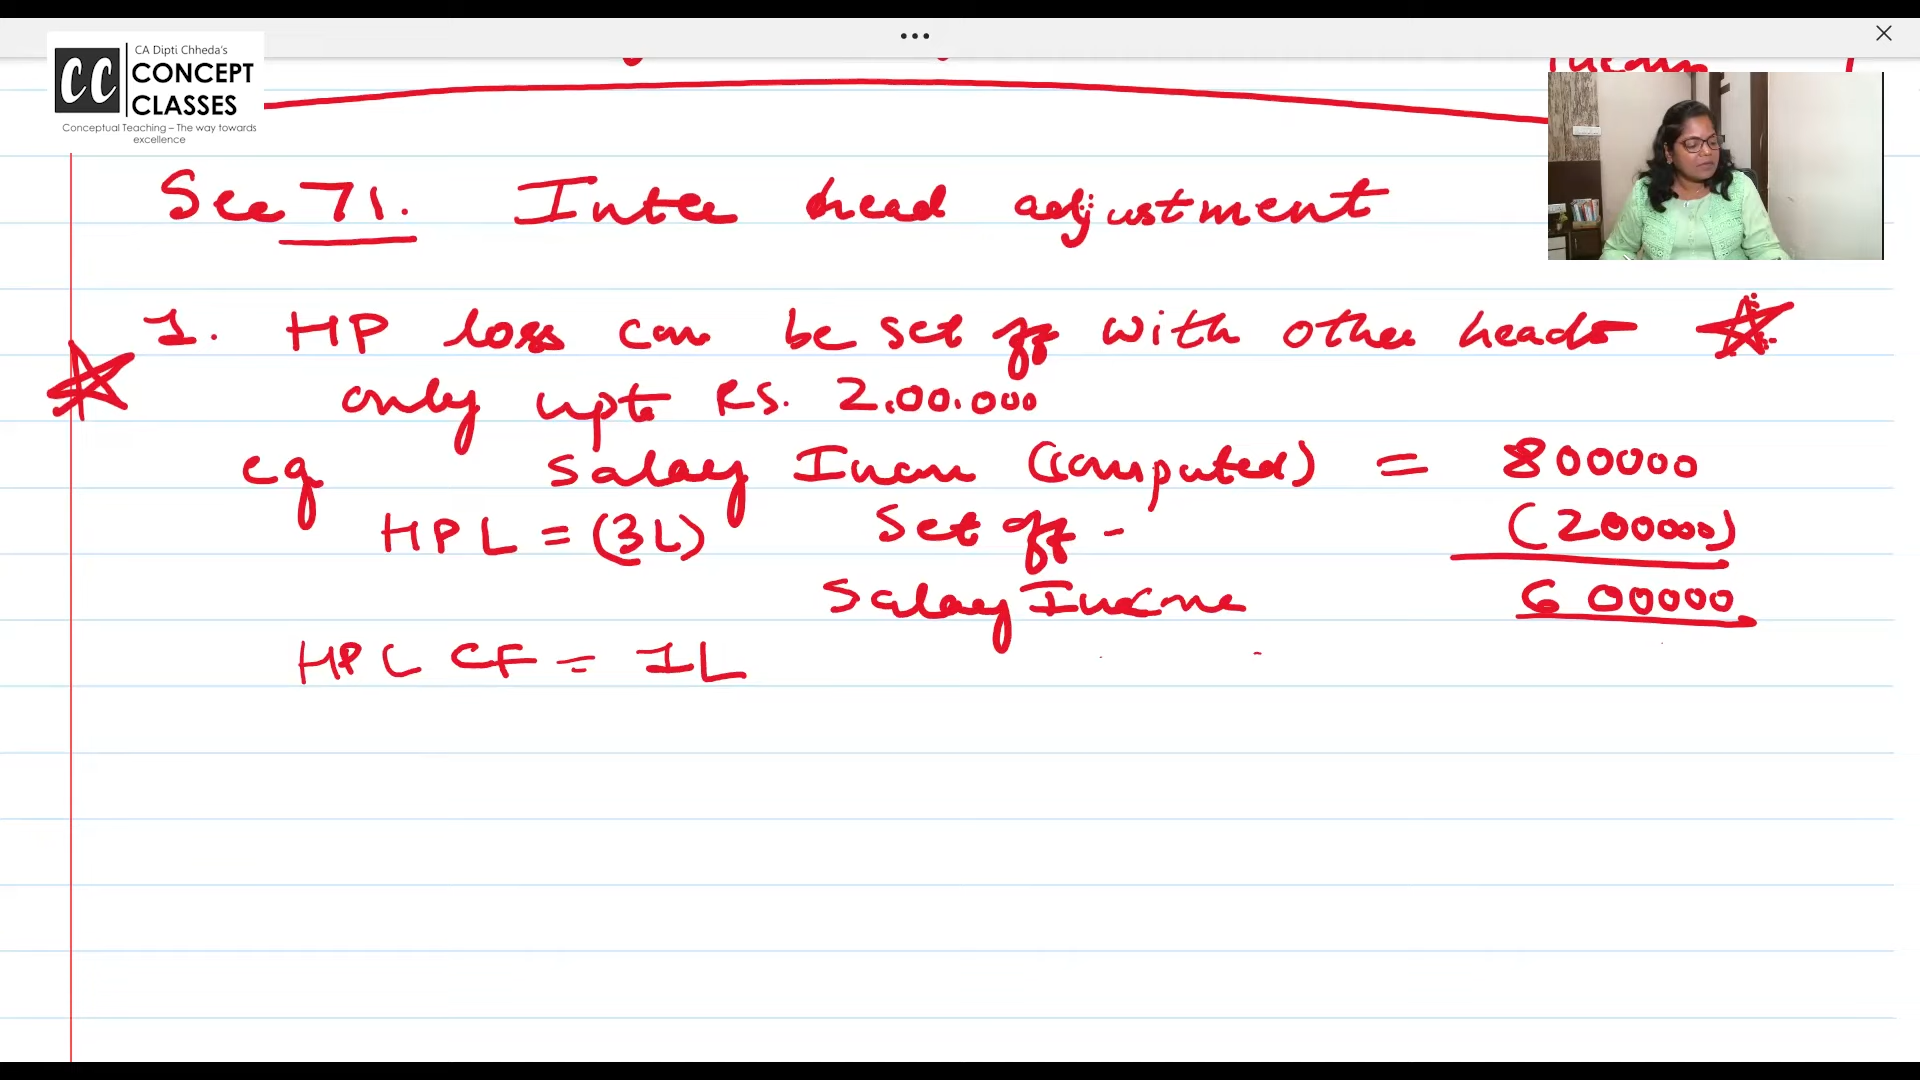 CC
CA Dipti Chheda's
CONCEPT
CLASSES
Conceptual Teaching – The way towards
excellence
Sec 71. Inter head adjustment
1. HP loss can be set off with other heads
only upto RS. 2,00,000
eg Salary Income (computed) = 800000
HPL = (3L) Set off - (200000)
Salary Income 600000
HPL CF = 1L